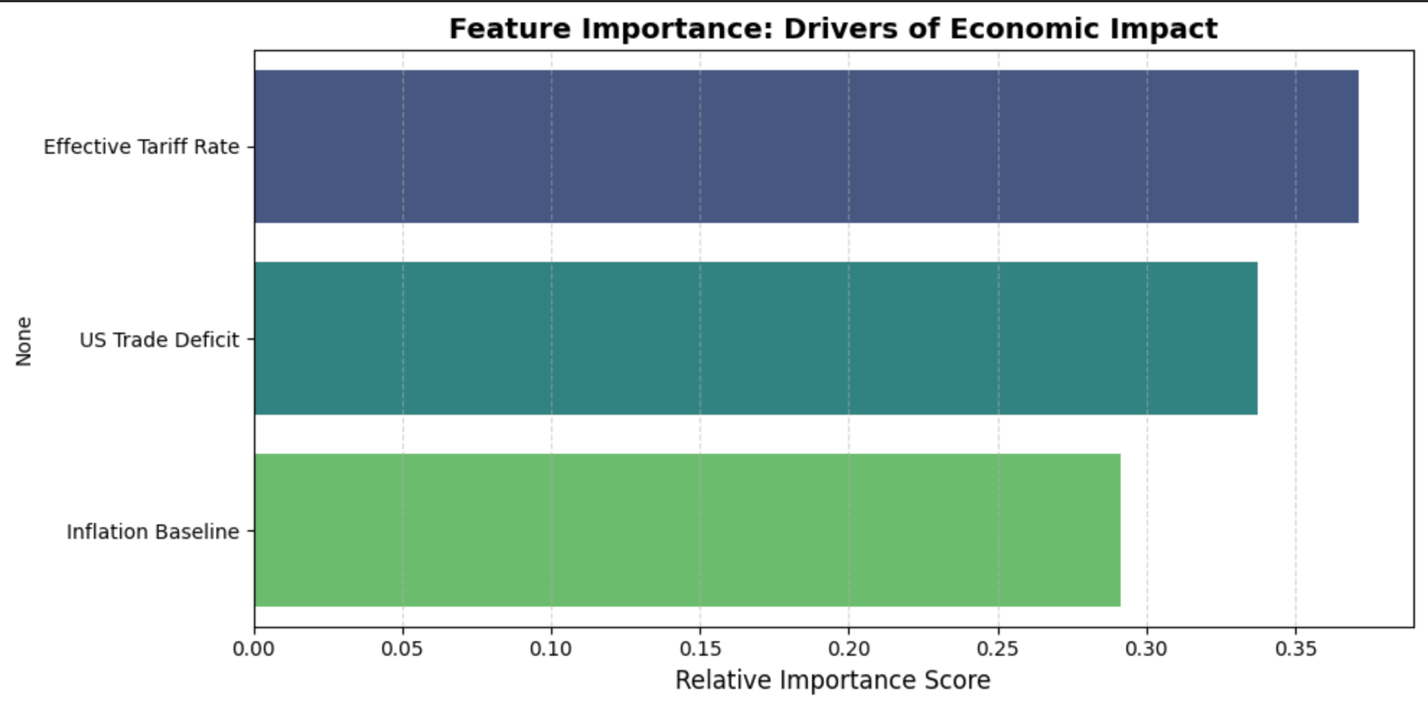 Feature Importance: Drivers of Economic Impact
Effective Tariff Rate
US Trade Deficit
None
Inflation Baseline
0.00 0.05 0.10 0.15 0.20 0.25 0.30 0.35
Relative Importance Score